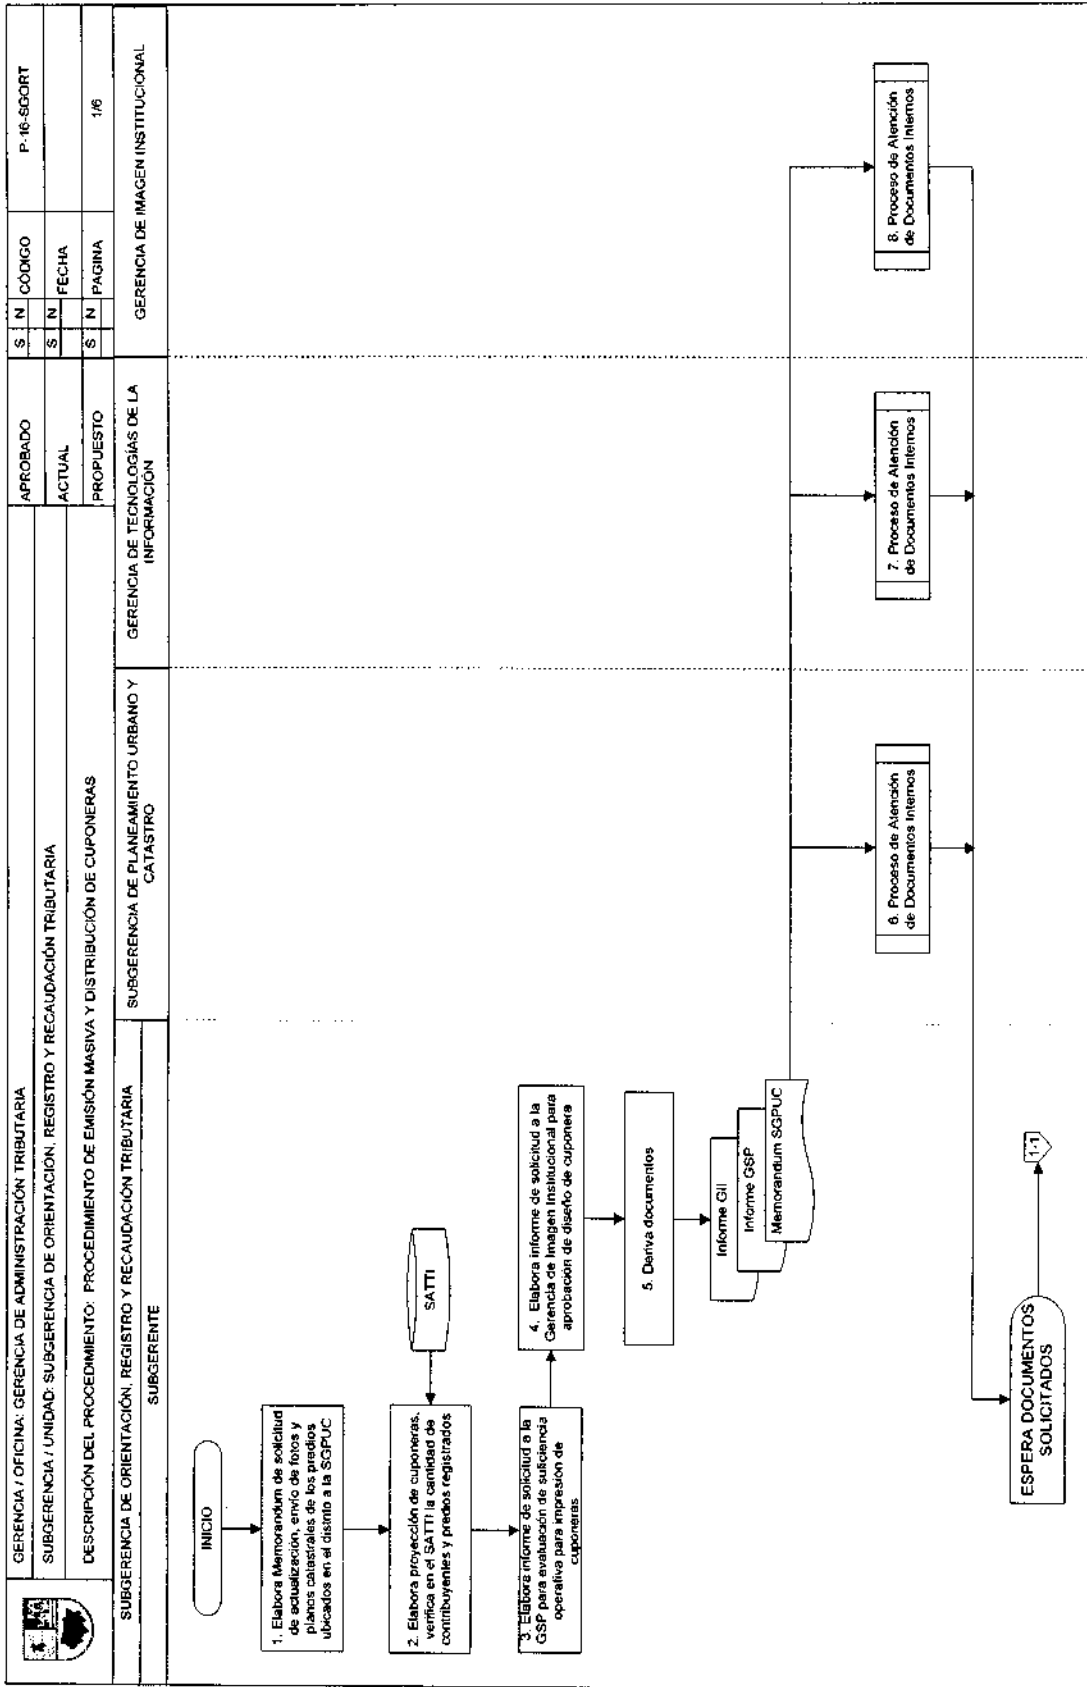 GERENCIA / OFICINA: GERENCIA DE ADMINISTRACIÓN TRIBUTARIA
APROBADO
S N CÓDIGO
P-16-SGORT
SUBGERENCIA / UNIDAD: SUBGERENCIA DE ORIENTACIÓN, REGISTRO Y RECAUDACIÓN TRIBUTARIA
ACTUAL
S N FECHA
DESCRIPCIÓN DEL PROCEDIMIENTO: PROCEDIMIENTO DE EMISIÓN MASIVA Y DISTRIBUCIÓN DE CUPONERAS
PROPUESTO
S N PAGINA
1/6
SUBGERENCIA DE ORIENTACIÓN, REGISTRO Y RECAUDACIÓN TRIBUTARIA
SUBGERENTE
SUBGERENCIA DE PLANEAMIENTO URBANO Y
CATASTRO
GERENCIA DE TECNOLOGÍAS DE LA
INFORMACIÓN
GERENCIA DE IMAGEN INSTITUCIONAL
INICIO
1. Elabora Memorandum de solicitud
de actualización, envío de fotos y
planos catastrales de los predios
ubicados en el distrito a la SGPUC
2. Elabora proyección de cuponeras,
verifica en el SATTI la cantidad de
contribuyentes y predios registrados
SATTI
3. Elabora informe de solicitud a la
GSP para evaluación de suficiencia
operativa para impresión de
cuponeras
4. Elabora informe de solicitud a la
Gerencia de Imagen Institucional para
aprobación de diseño de cuponera
5. Deriva documentos
Informe GII
Informe GSP
Memorandum SGPUC
6. Proceso de Atención
de Documentos Internos
7. Proceso de Atención
de Documentos Internos
8. Proceso de Atención
de Documentos Internos
ESPERA DOCUMENTOS
SOLICITADOS
1-1